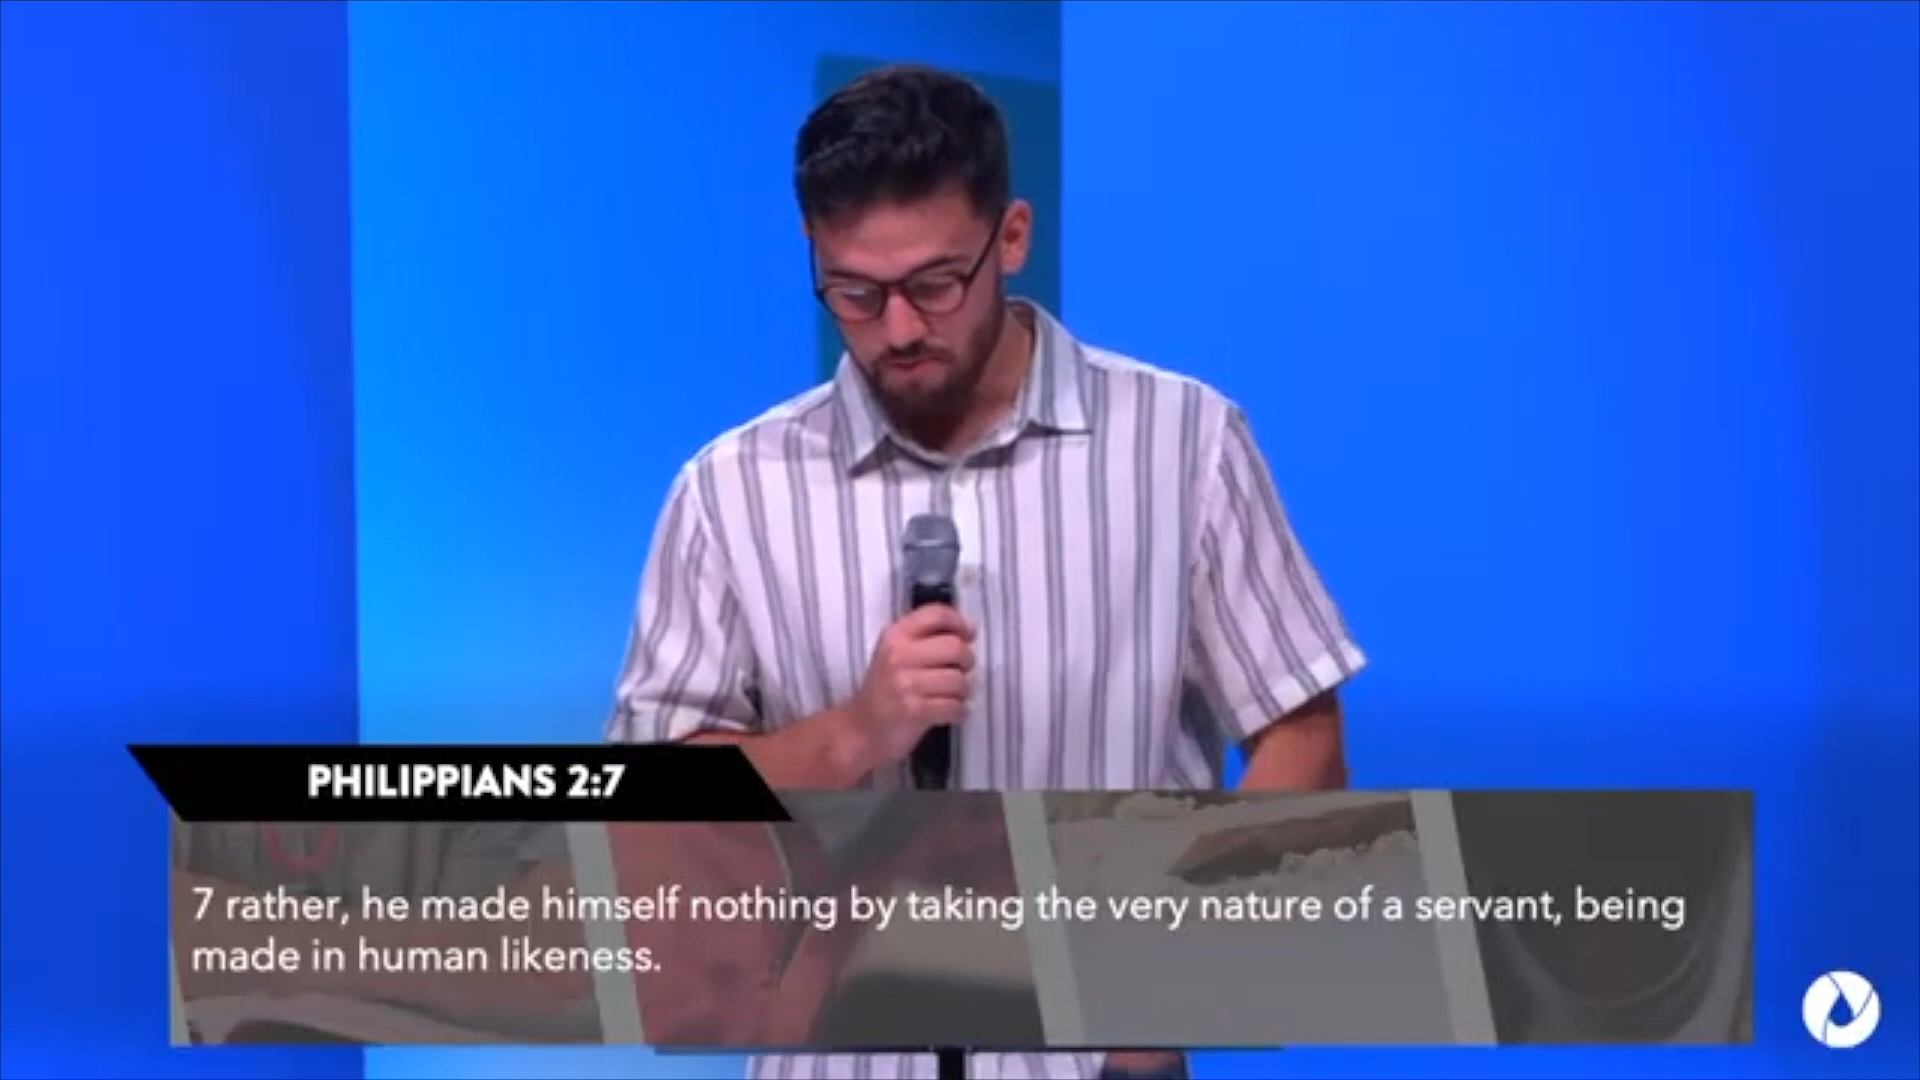 PHILIPPIANS 2:7
7 rather, he made himself nothing by taking the very nature of a servant, being
made in human likeness.